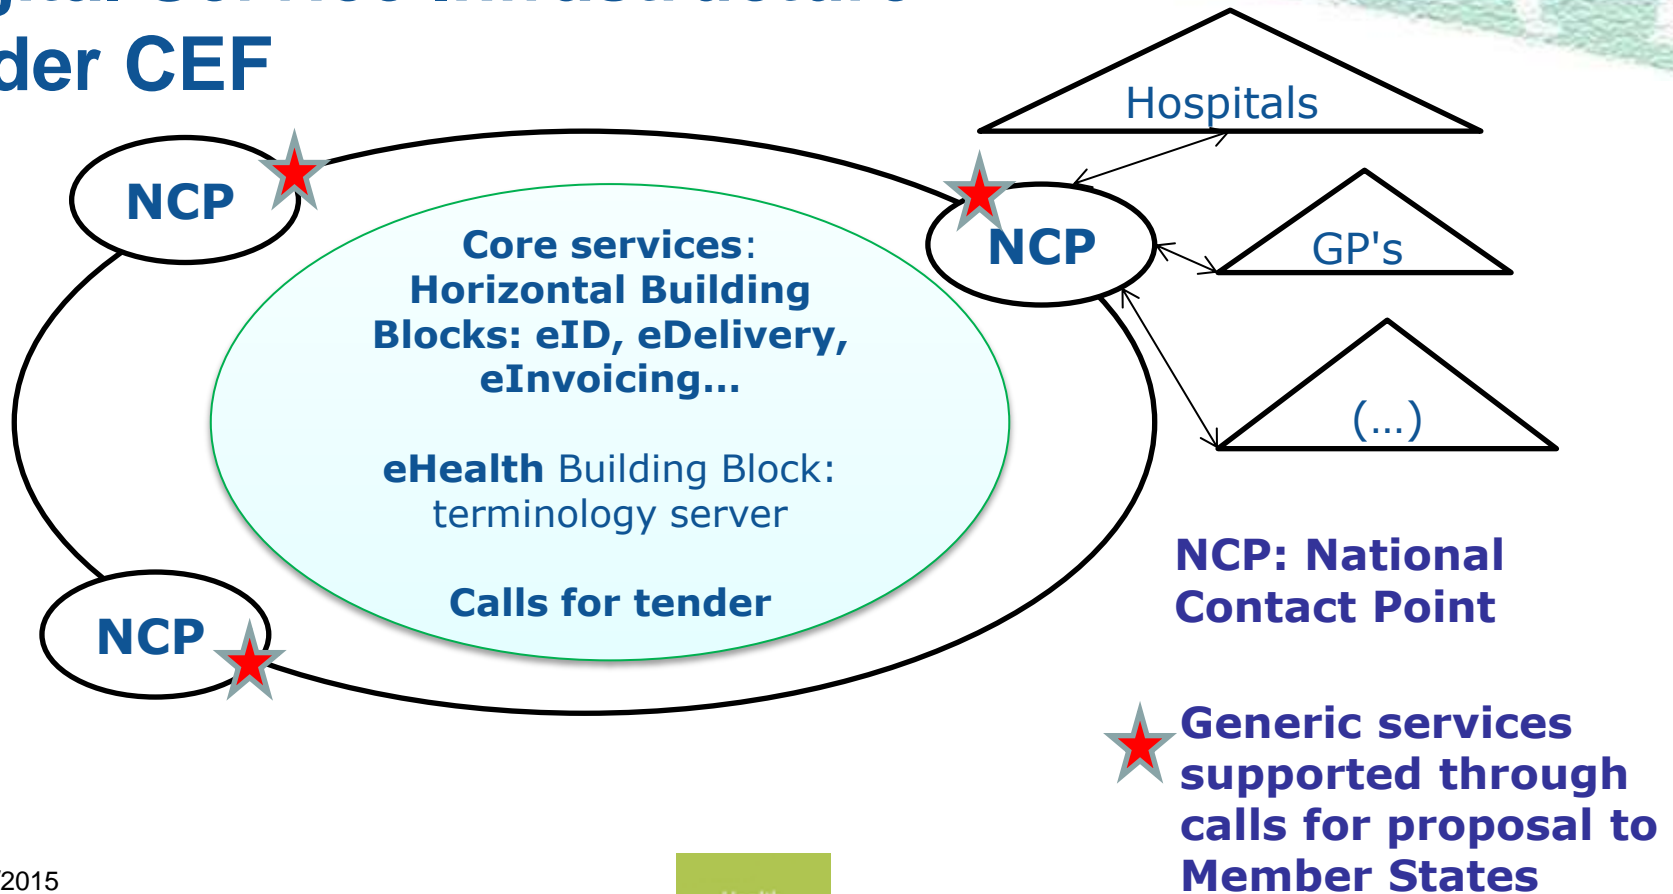 der CEF
Hospitals
NCP
NCP
GP's
Core services:
Horizontal Building
Blocks: eID, eDelivery,
eInvoicing...
(...)
eHealth Building Block:
terminology server
NCP: National
Contact Point
Calls for tender
NCP
Generic services
supported through
calls for proposal to
Member States
/2015